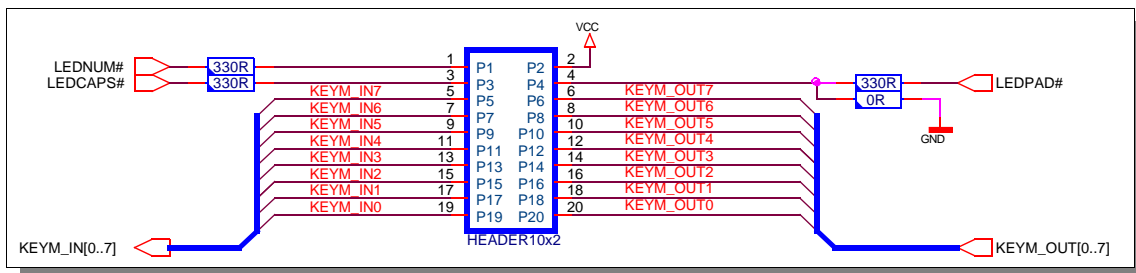 VCC
LEDNUM# 330R 1 P1 P2 2
LEDCAPS# 330R 3 P3 P4 4 330R LEDPAD#
KEYM_IN7 5 P5 P6 6 KEYM_OUT7 0R
KEYM_IN6 7 P7 P8 8 KEYM_OUT6
KEYM_IN5 9 P9 P10 10 KEYM_OUT5
KEYM_IN4 11 P11 P12 12 KEYM_OUT4 GND
KEYM_IN3 13 P13 P14 14 KEYM_OUT3
KEYM_IN2 15 P15 P16 16 KEYM_OUT2
KEYM_IN1 17 P17 P18 18 KEYM_OUT1
KEYM_IN0 19 P19 P20 20 KEYM_OUT0
HEADER10x2
KEYM_IN[0..7] KEYM_OUT[0..7]